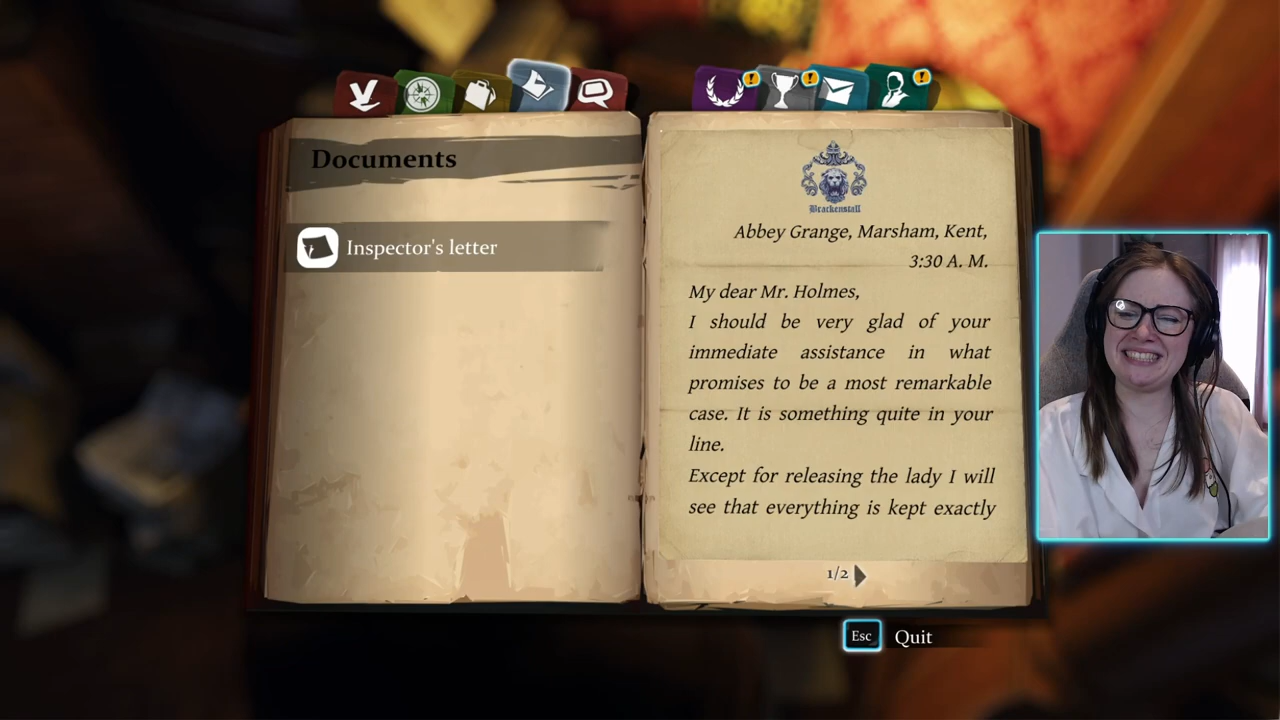 Documents
Inspector's letter
Brackenstall
Abbey Grange, Marsham, Kent,
3:30 A. M.
My dear Mr. Holmes,
I should be very glad of your
immediate assistance in what
promises to be a most remarkable
case. It is something quite in your
line.
Except for releasing the lady I will
see that everything is kept exactly
1/2
Esc Quit